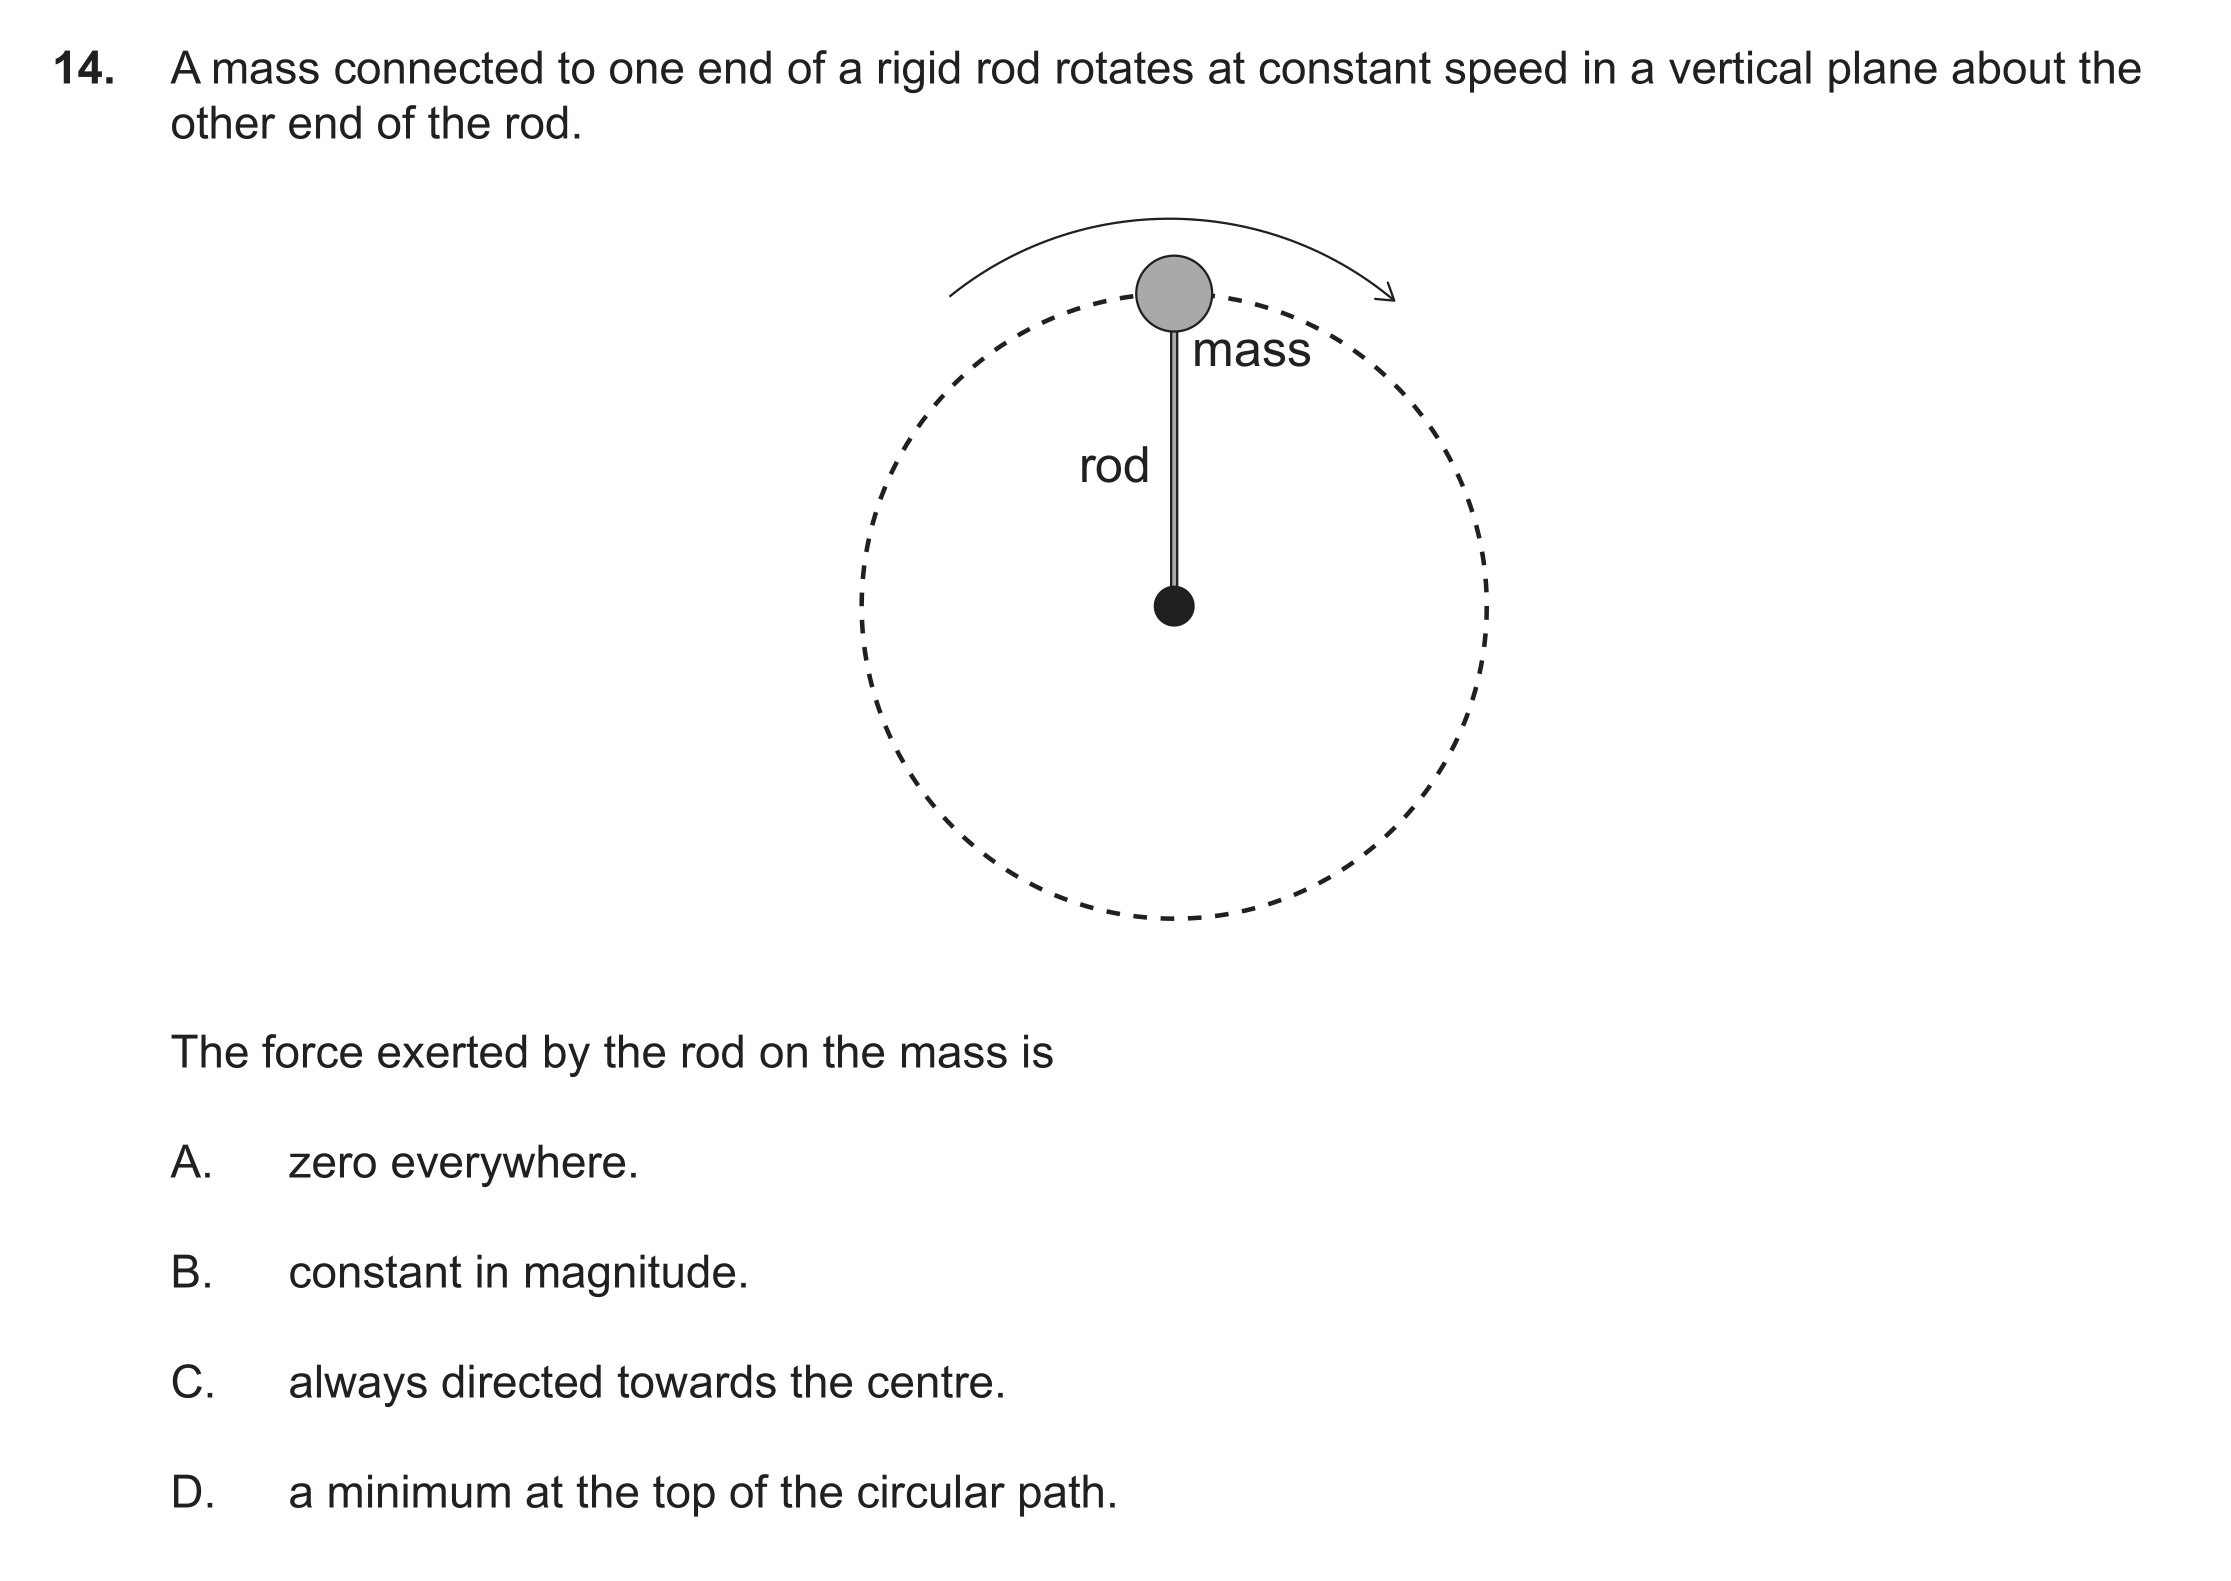 14. A mass connected to one end of a rigid rod rotates at constant speed in a vertical plane about the
other end of the rod.
mass
rod
The force exerted by the rod on the mass is
A. zero everywhere.
B. constant in magnitude.
C. always directed towards the centre.
D. a minimum at the top of the circular path.